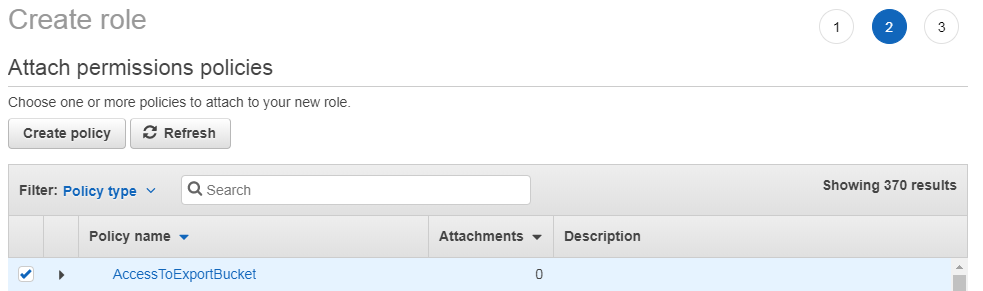 Create role
1 2 3
Attach permissions policies
Choose one or more policies to attach to your new role.
Create policy Refresh
Filter: Policy type Search Showing 370 results
Policy name Attachments Description
AccessToExportBucket 0